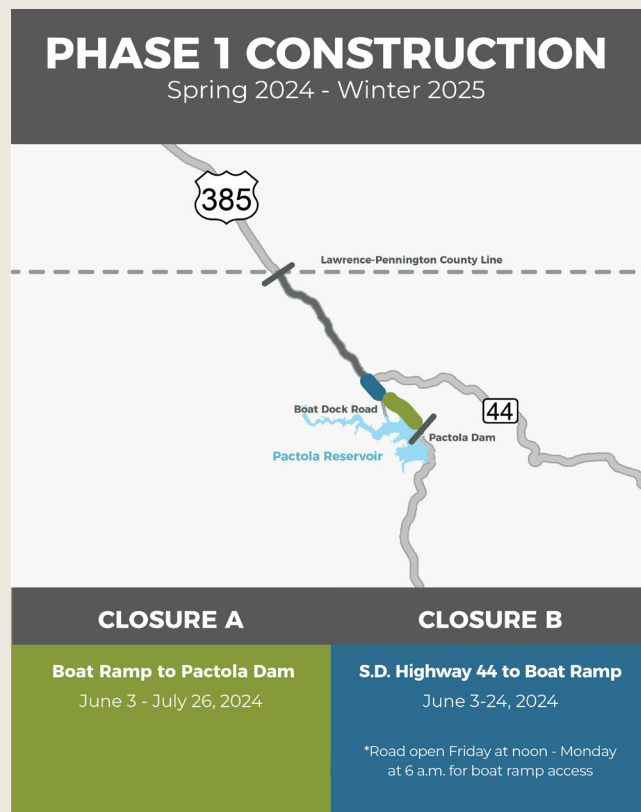 PHASE 1 CONSTRUCTION
Spring 2024 - Winter 2025
385
Lawrence-Pennington County Line
Boat Dock Road
44
Pactola Dam
Pactola Reservoir
CLOSURE A
Boat Ramp to Pactola Dam
June 3 - July 26, 2024
CLOSURE B
S.D. Highway 44 to Boat Ramp
June 3-24, 2024
*Road open Friday at noon - Monday
at 6 a.m. for boat ramp access